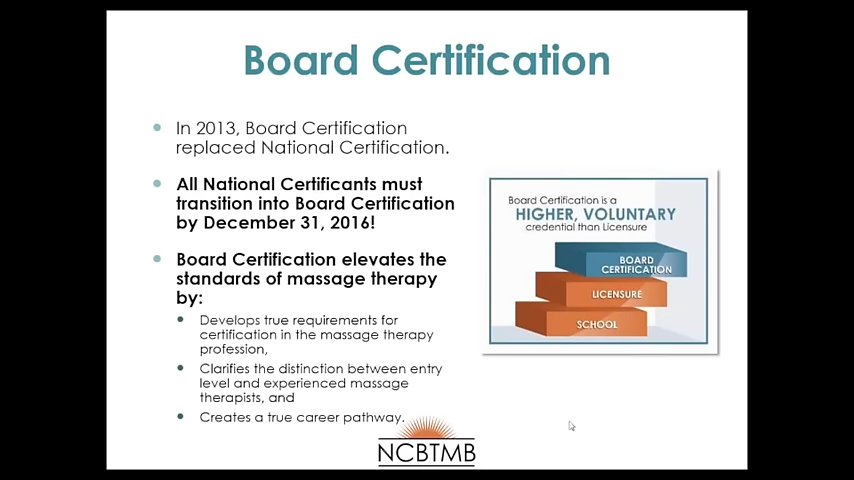 Board Certification
In 2013, Board Certification
replaced National Certification.
All National Certificants must
transition into Board Certification
by December 31, 2016!
Board Certification elevates the
standards of massage therapy
by:
Develops true requirements for
certification in the massage therapy
profession,
Clarifies the distinction between entry
level and experienced massage
therapists, and
Creates a true career pathway.
Board Certification is a
HIGHER, VOLUNTARY
credential than Licensure
BOARD
CERTIFICATION
LICENSURE
SCHOOL
NCBTMB